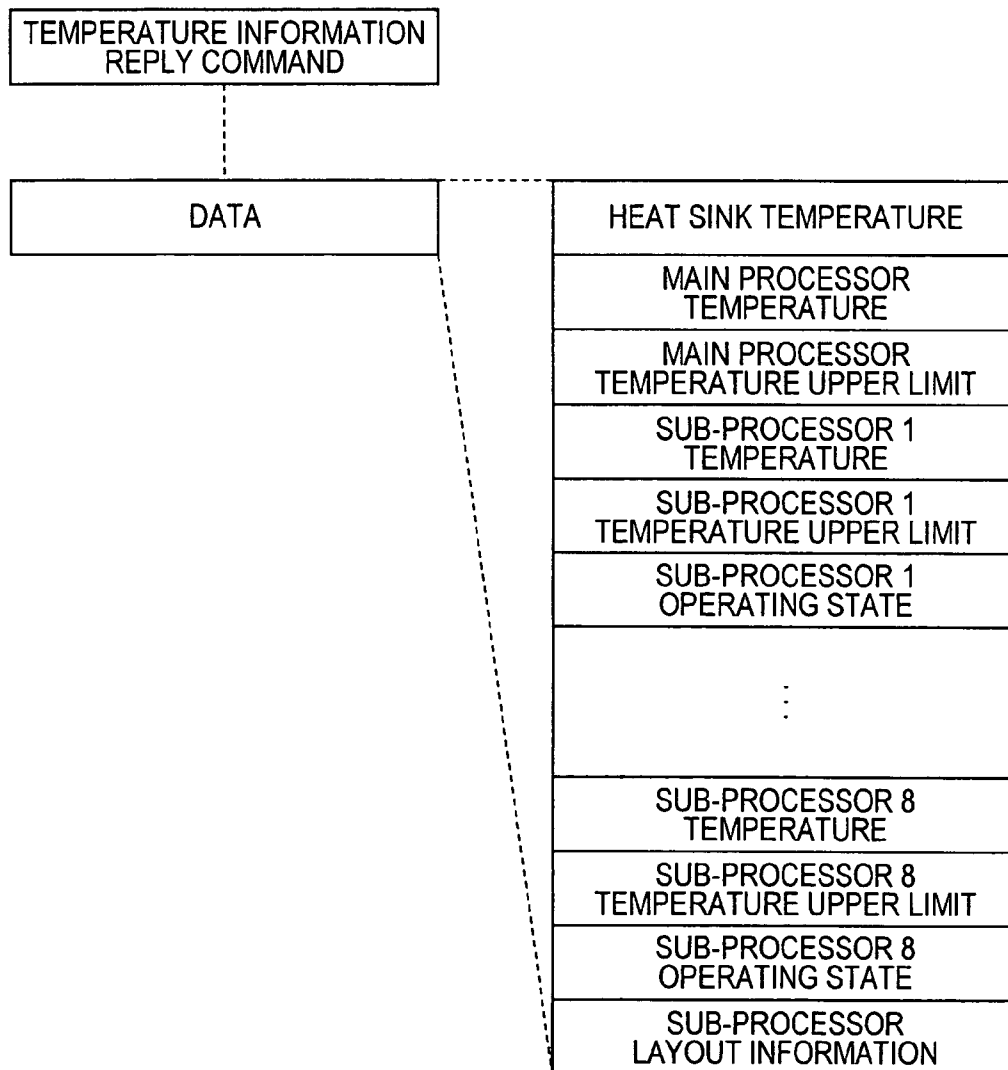 TEMPERATURE INFORMATION
REPLY COMMAND
DATA
HEAT SINK TEMPERATURE
MAIN PROCESSOR
TEMPERATURE
MAIN PROCESSOR
TEMPERATURE UPPER LIMIT
SUB-PROCESSOR 1
TEMPERATURE
SUB-PROCESSOR 1
TEMPERATURE UPPER LIMIT
SUB-PROCESSOR 1
OPERATING STATE
⋮
SUB-PROCESSOR 8
TEMPERATURE
SUB-PROCESSOR 8
TEMPERATURE UPPER LIMIT
SUB-PROCESSOR 8
OPERATING STATE
SUB-PROCESSOR
LAYOUT INFORMATION